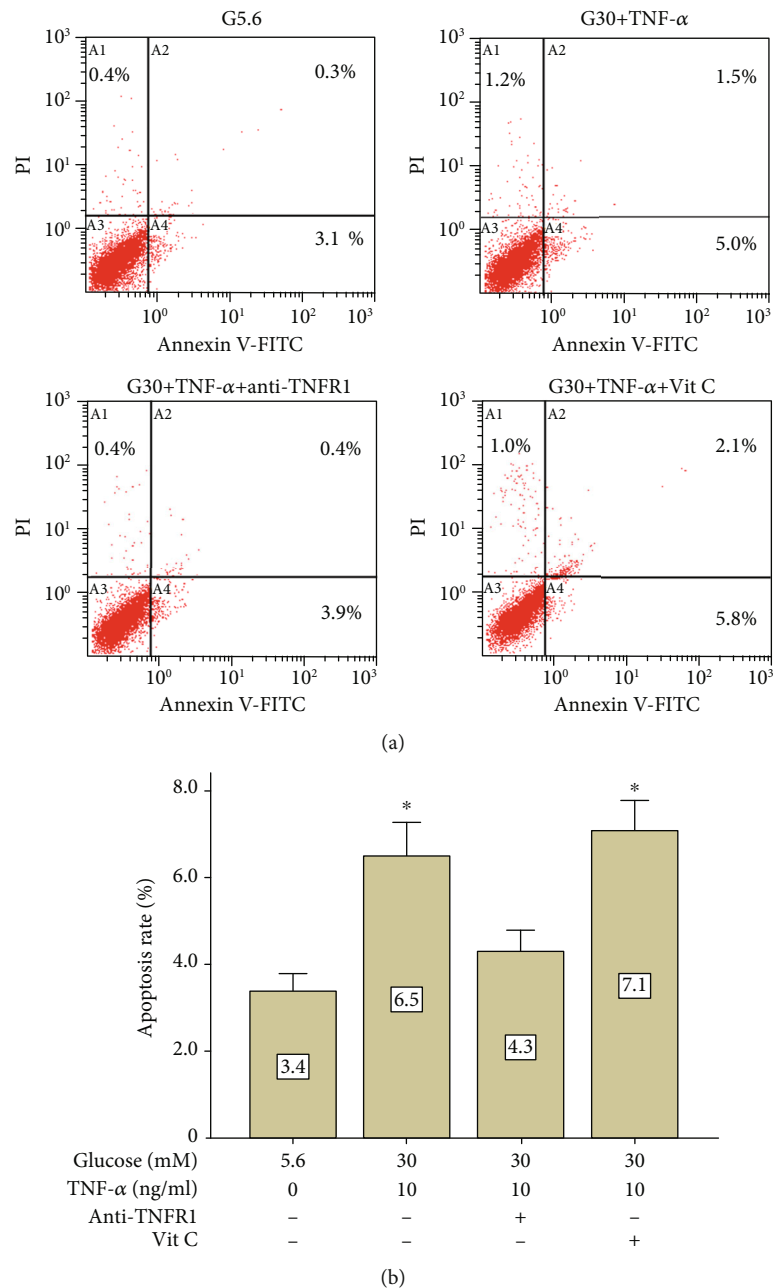 G5.6
G30+TNF-α
A1
A2
0.4%
0.3%
A3
A4
3.1 %
10³
10²
10¹
10⁰
PI
10⁰
10¹
10²
10³
Annexin V-FITC
A1
A2
1.2%
1.5%
A3
A4
5.0%
10³
10²
10¹
10⁰
PI
10⁰
10¹
10²
10³
Annexin V-FITC
G30+TNF-α+anti-TNFR1
G30+TNF-α+Vit C
A1
A2
0.4%
0.4%
A3
A4
3.9%
10³
10²
10¹
10⁰
PI
10⁰
10¹
10²
10³
Annexin V-FITC
A1
A2
1.0%
2.1%
A3
A4
5.8%
10³
10²
10¹
10⁰
PI
10⁰
10¹
10²
10³
Annexin V-FITC
(a)
8.0
6.0
4.0
2.0
0
Apoptosis rate (%)
* *
3.4 6.5 4.3 7.1
Glucose (mM) 5.6 30 30 30
TNF-α (ng/ml) 0 10 10 10
Anti-TNFR1 – – + –
Vit C – – – +
(b)